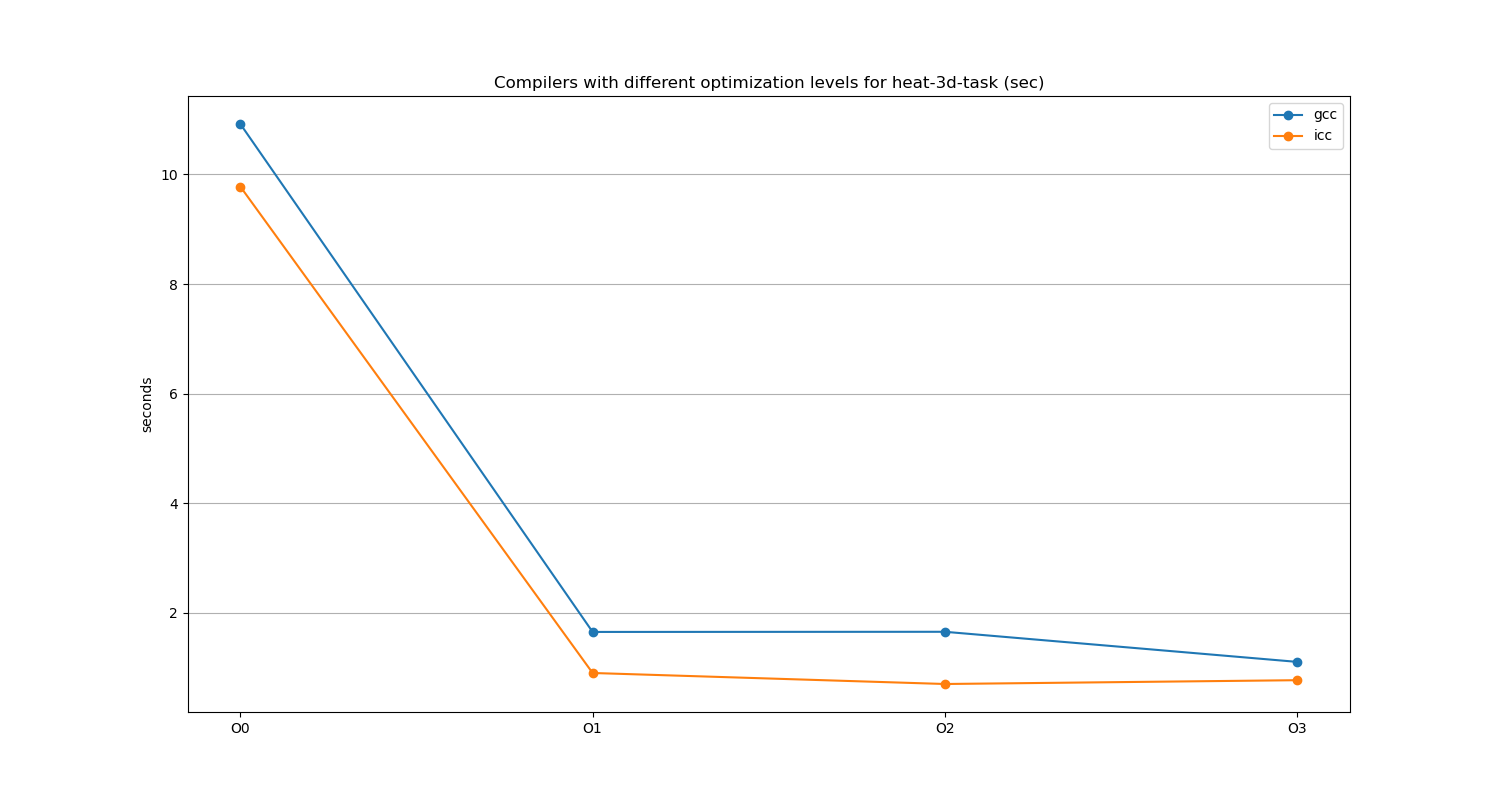 Compilers with different optimization levels for heat-3d-task (sec)
gcc
icc
10
8
6
4
2
seconds
O0
O1
O2
O3